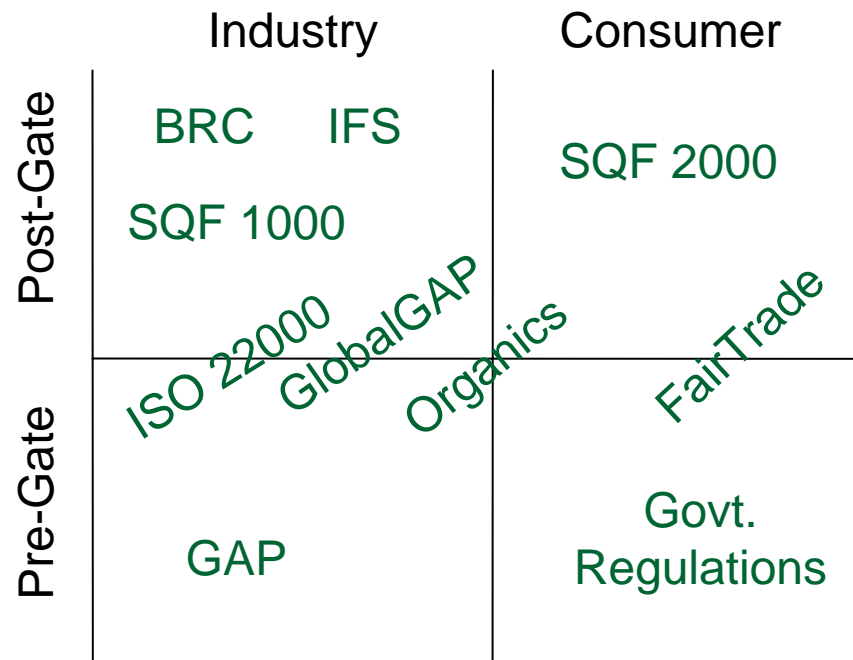 Industry
Consumer
Post-Gate
BRC
IFS
SQF 2000
SQF 1000
ISO 22000
GlobalGAP
Organics
FairTrade
Pre-Gate
GAP
Govt.
Regulations